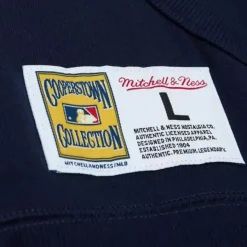 COOPERSTOWN
COLLECTION
MITCHELLANDNESS/MLB
Mitchell & Ness
L
MITCHELL & NESS NOSTALGIA CO.
AUTHENTIC LICENSED APPAREL
DESIGNED IN PHILADELPHIA, PA
ESTABLISHED 1904
AUTHENTIC. PREMIUM. LEGENDARY.